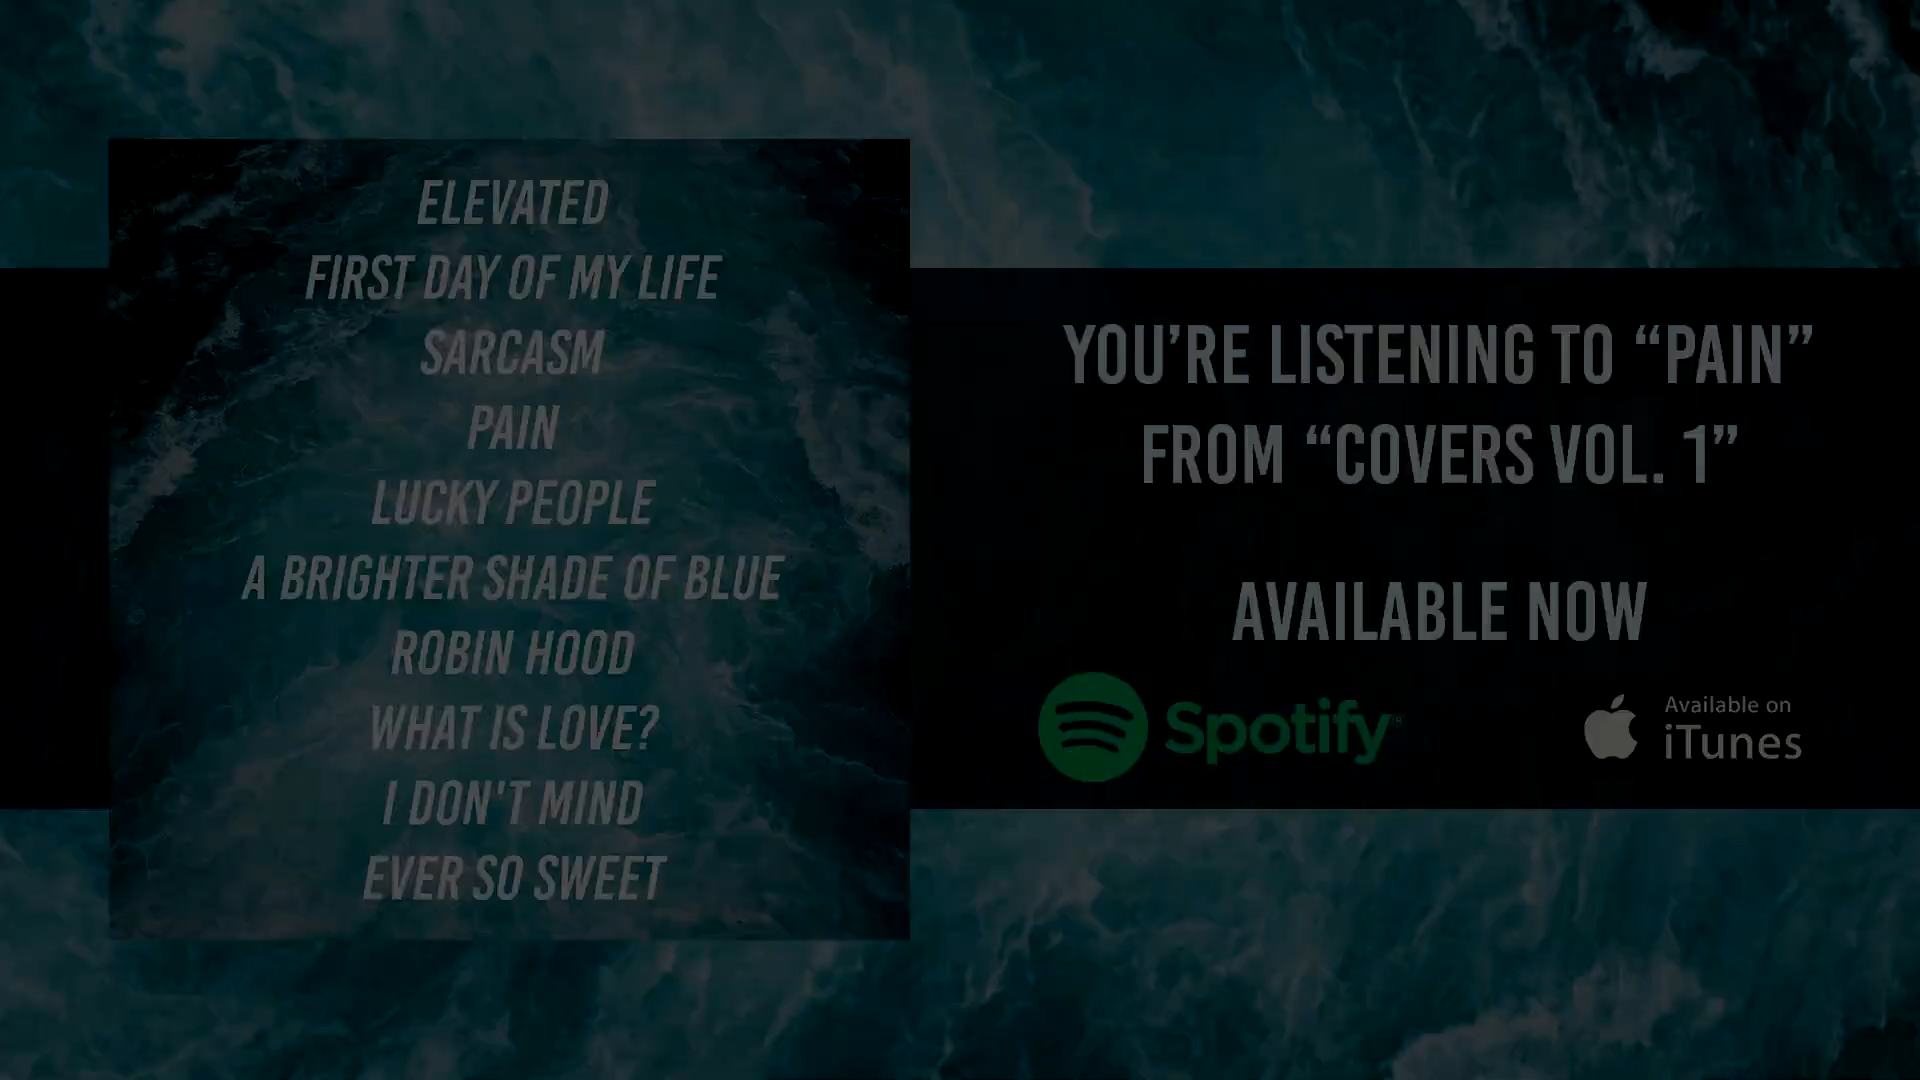 ELEVATED
FIRST DAY OF MY LIFE
SARCASM
PAIN
LUCKY PEOPLE
A BRIGHTER SHADE OF BLUE
ROBIN HOOD
WHAT IS LOVE?
I DON'T MIND
EVER SO SWEET
YOU’RE LISTENING TO “PAIN”
FROM “COVERS VOL. 1”
AVAILABLE NOW
Spotify®
Available on
iTunes